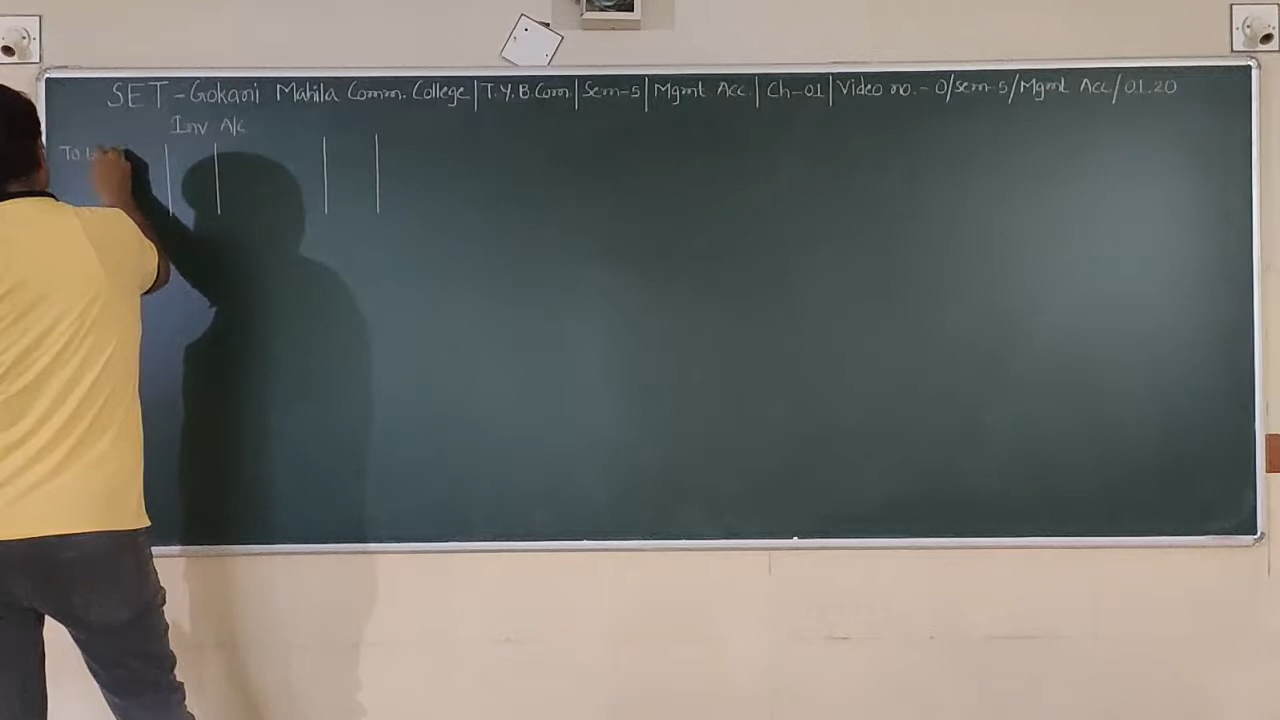 SET - Gokani Mahila Comm. College | T.Y.B Com | Sem-5 | Mgmt Acc. | Ch-01 | Video no. - 0/sem-5/Mgmt Acc/01.20
Inv A/c
To